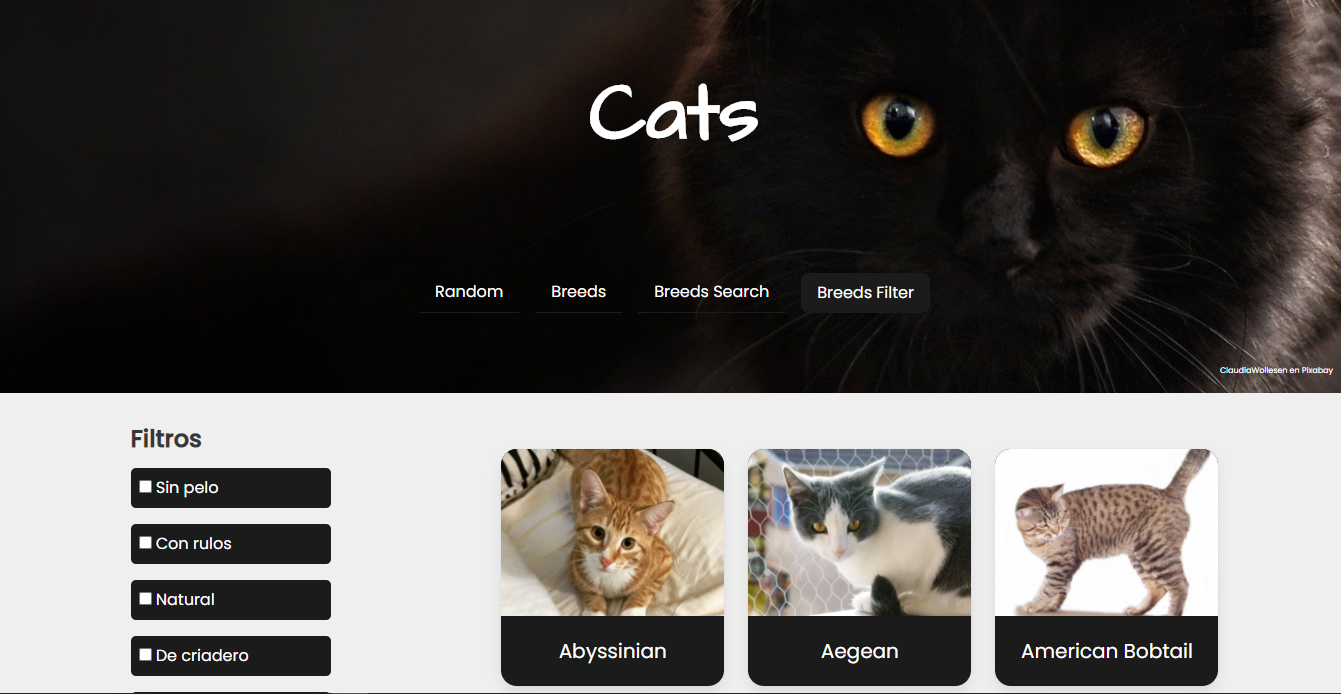 Cats
Random
Breeds
Breeds Search
Breeds Filter
ClaudiaWollesen en Pixabay
Filtros
Sin pelo
Con rulos
Natural
De criadero
Abyssinian
Aegean
American Bobtail